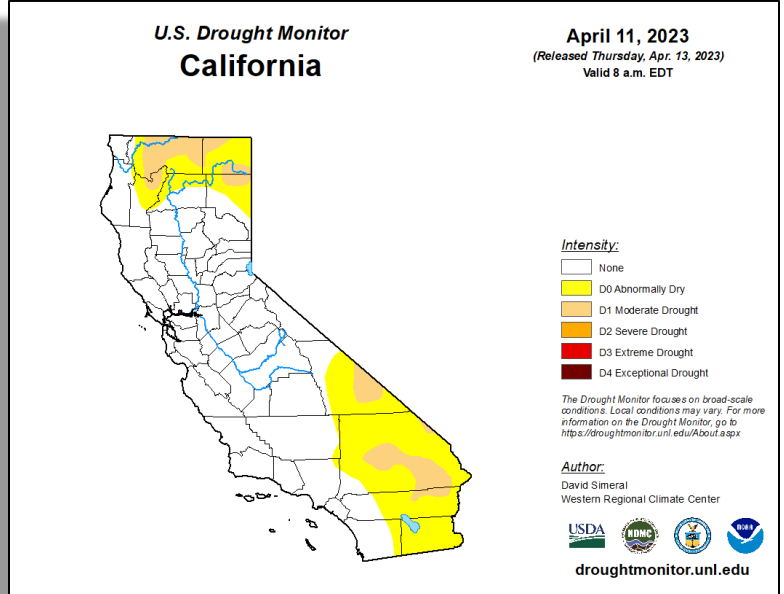 U.S. Drought Monitor
California
April 11, 2023
(Released Thursday, Apr. 13, 2023)
Valid 8 a.m. EDT
Intensity:
None
D0 Abnormally Dry
D1 Moderate Drought
D2 Severe Drought
D3 Extreme Drought
D4 Exceptional Drought
The Drought Monitor focuses on broad-scale
conditions. Local conditions may vary. For more
information on the Drought Monitor, go to
https://droughtmonitor.unl.edu/About.aspx
Author:
David Simeral
Western Regional Climate Center
USDA
NDMC
NOAA
droughtmonitor.unl.edu